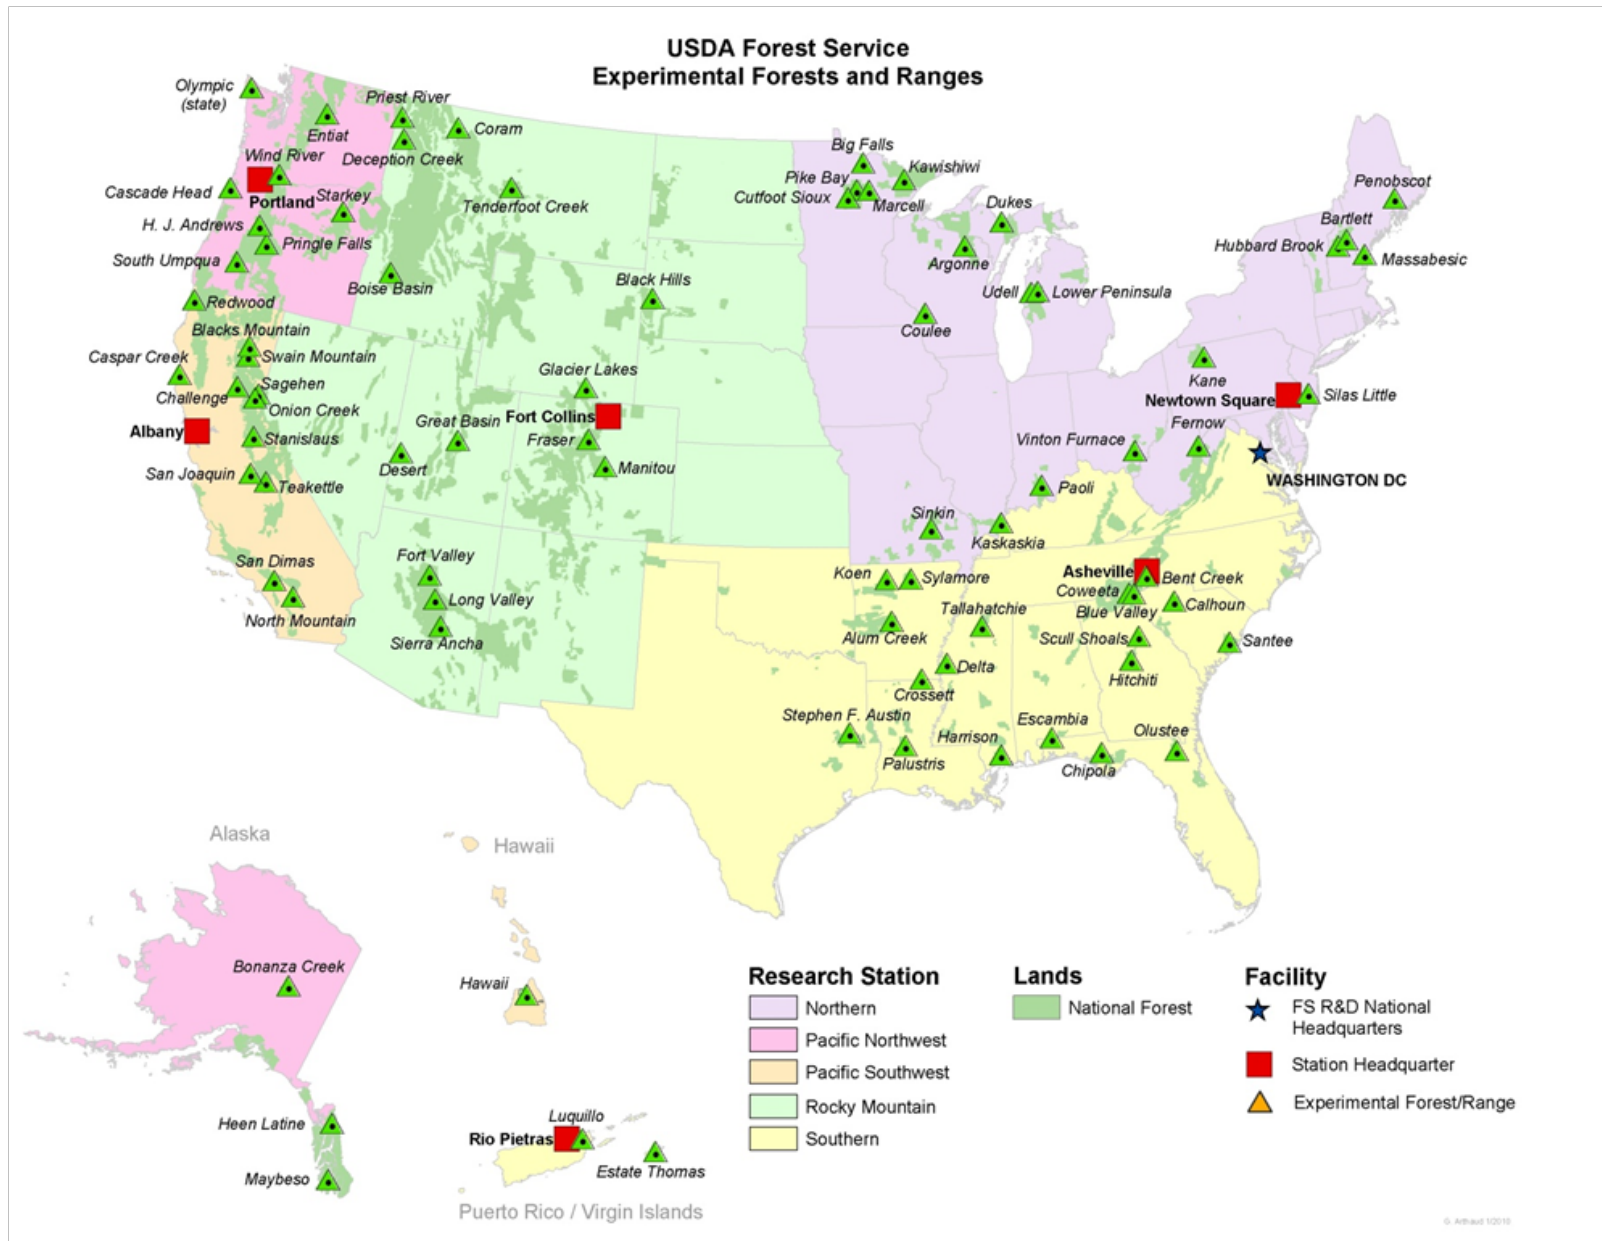 USDA Forest Service
Experimental Forests and Ranges
Olympic
(state)
Priest River
Coram
Entiat
Deception Creek
Wind River
Cascade Head
Portland
Starkey
Tenderfoot Creek
H. J. Andrews
Pringle Falls
South Umpqua
Boise Basin
Black Hills
Redwood
Blacks Mountain
Caspar Creek
Swain Mountain
Sagehen
Challenge
Onion Creek
Albany
Stanislaus
San Joaquin
Teakettle
Great Basin
Desert
Glacier Lakes
Fort Collins
Fraser
Manitou
San Dimas
North Mountain
Fort Valley
Long Valley
Sierra Ancha
Big Falls
Pike Bay
Kawishiwi
Cutfoot Sioux
Marcell
Dukes
Argonne
Udell
Lower Peninsula
Coulee
Penobscot
Bartlett
Hubbard Brook
Massabesic
Kane
Newtown Square
Silas Little
Fernow
Vinton Furnace
WASHINGTON DC
Paoli
Sinkin
Kaskaskia
Koen
Sylamore
Asheville
Bent Creek
Coweeta
Blue Valley
Calhoun
Tallahatchie
Alum Creek
Scull Shoals
Santee
Delta
Hitchiti
Crossett
Stephen F. Austin
Escambia
Harrison
Olustee
Palustris
Chipola
Alaska
Hawaii
Bonanza Creek
Hawaii
Heen Latine
Maybeso
Luquillo
Rio Pietras
Estate Thomas
Puerto Rico / Virgin Islands
Research Station
Northern
Pacific Northwest
Pacific Southwest
Rocky Mountain
Southern
Lands
National Forest
Facility
FS R&D National
Headquarters
Station Headquarter
Experimental Forest/Range
G. Arthaud 1/2010